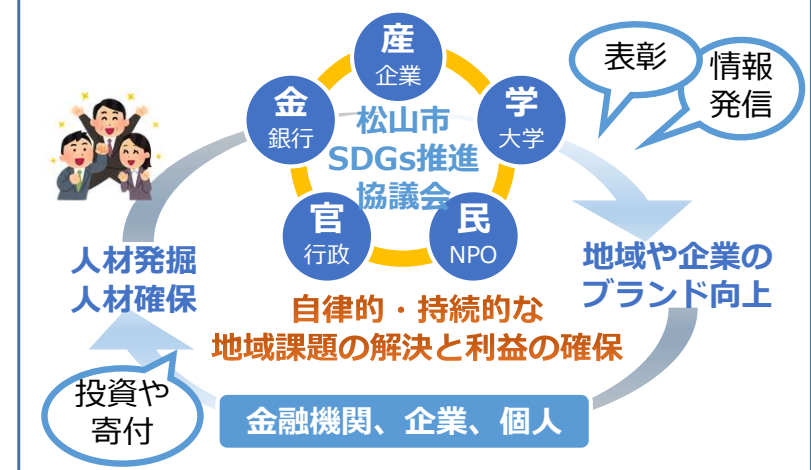 産
企業
表彰
情報
発信
金
銀行
学
大学
松山市
SDGs推進
協議会
官
行政
民
NPO
人材発掘
人材確保
地域や企業の
ブランド向上
自律的・持続的な
地域課題の解決と利益の確保
投資や
寄付
金融機関、企業、個人